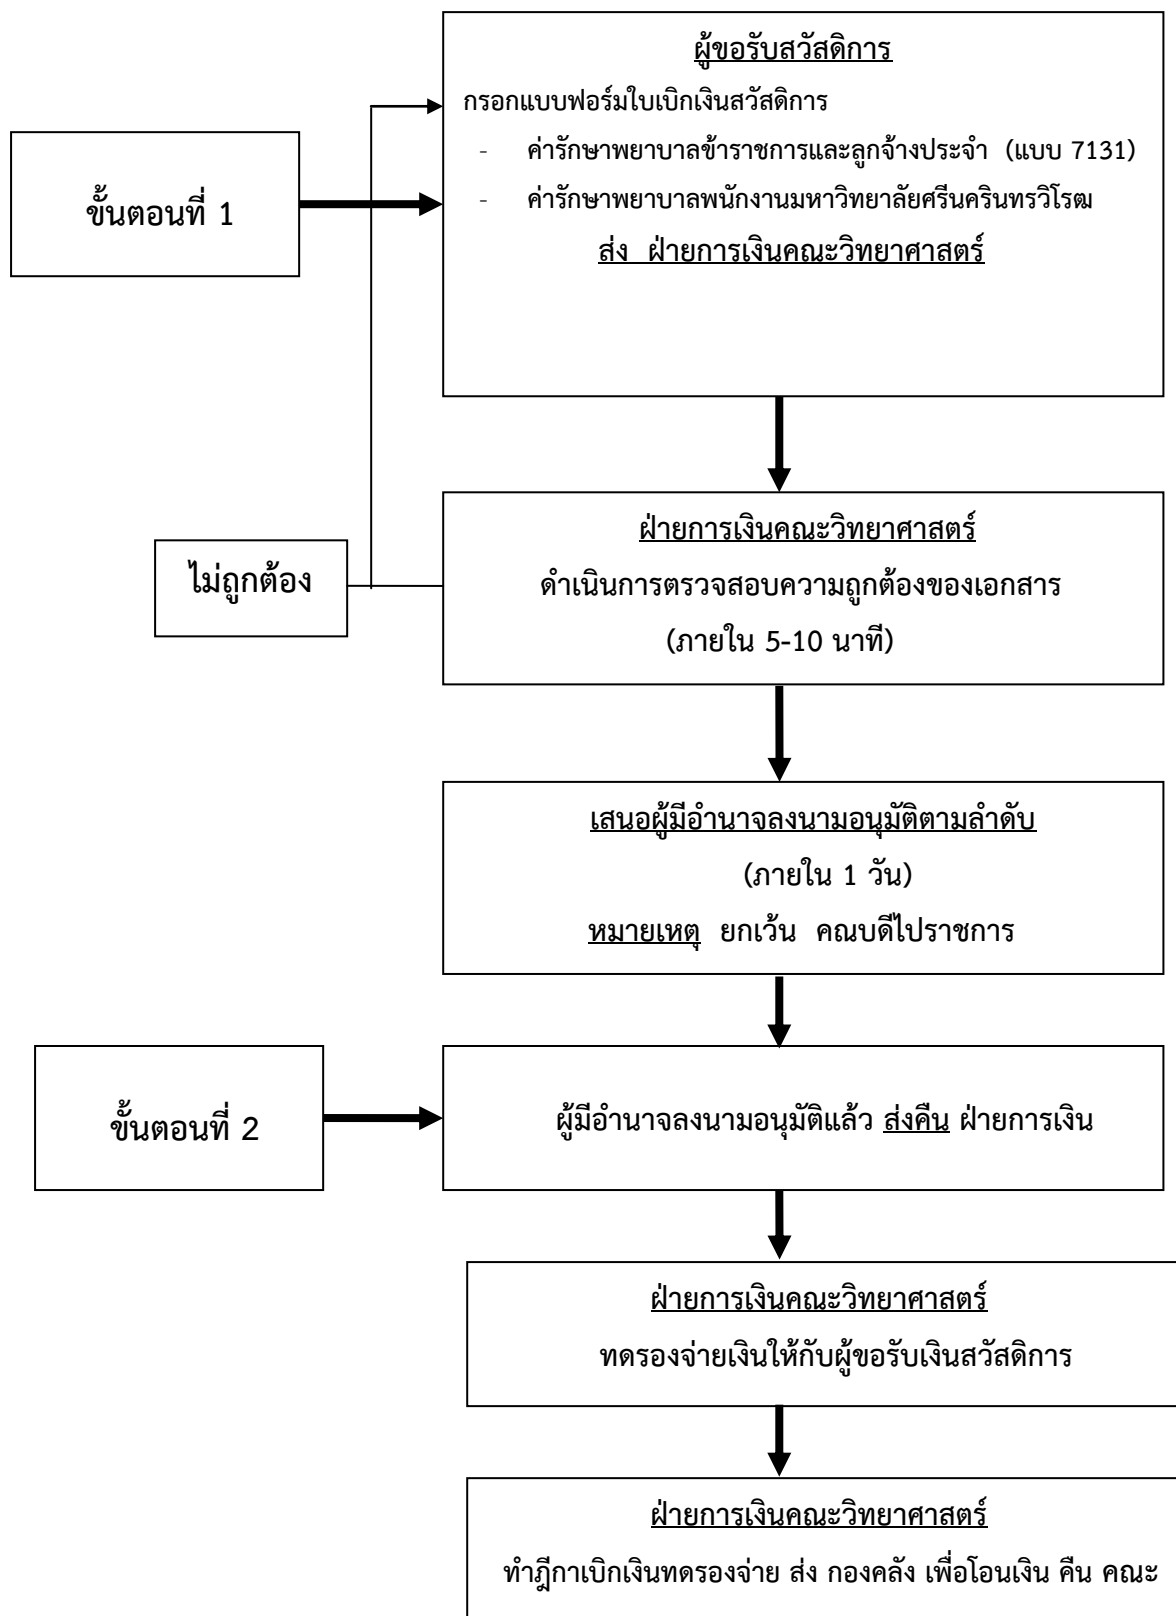 ผู้ขอรับสวัสดิการ
กรอกแบบฟอร์มใบเบิกเงินสวัสดิการ
- ค่ารักษาพยาบาลข้าราชการและลูกจ้างประจำ (แบบ 7131)
- ค่ารักษาพยาบาลพนักงานมหาวิทยาลัยศรีนครินทรวิโรฒ
ส่ง ฝ่ายการเงินคณะวิทยาศาสตร์
ขั้นตอนที่ 1
ฝ่ายการเงินคณะวิทยาศาสตร์
ดำเนินการตรวจสอบความถูกต้องของเอกสาร
(ภายใน 5-10 นาที)
ไม่ถูกต้อง
เสนอผู้มีอำนาจลงนามอนุมัติตามลำดับ
(ภายใน 1 วัน)
หมายเหตุ ยกเว้น คณบดีไปราชการ
ขั้นตอนที่ 2
ผู้มีอำนาจลงนามอนุมัติแล้ว ส่งคืน ฝ่ายการเงิน
ฝ่ายการเงินคณะวิทยาศาสตร์
ทดรองจ่ายเงินให้กับผู้ขอรับเงินสวัสดิการ
ฝ่ายการเงินคณะวิทยาศาสตร์
ทำฎีกาเบิกเงินทดรองจ่าย ส่ง กองคลัง เพื่อโอนเงิน คืน คณะ